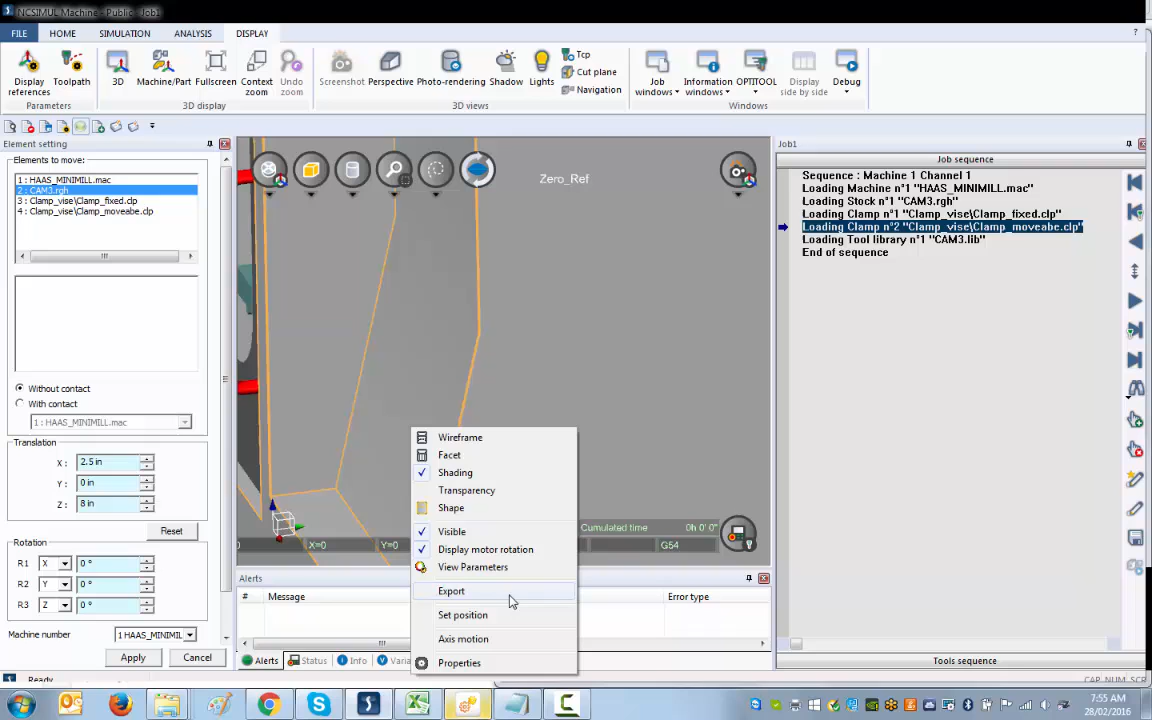 NCSIMUL Machine - Public - Job1
FILE HOME SIMULATION ANALYSIS DISPLAY ?
Display references Toolpath 3D Machine/Part Fullscreen Context zoom Undo zoom Screenshot Perspective Photo-rendering Shadow Lights Tcp Cut plane Navigation Job windows Information windows OPTITOOL Display side by side Debug
Parameters 3D display 3D views Windows
Element setting
Elements to move:
1 : HAAS_MINIMILL.mac
2 : CAM3.rgh
3 : Clamp_vise\Clamp_fixed.clp
4 : Clamp_vise\Clamp_moveabe.clp
Without contact
With contact
1 : HAAS_MINIMILL.mac
Translation
X : 2.5 in
Y : 0 in
Z : 8 in
Reset
Rotation
R1 X 0 °
R2 Y 0 °
R3 Z 0 °
Machine number 1 HAAS_MINIMIL
Apply Cancel
Ready
Zero_Ref
Cumulated time 0h 0' 0"
0 X=0 Y=0 G54
Wireframe
Facet
Shading
Transparency
Shape
Visible
Display motor rotation
View Parameters
Export
Set position
Axis motion
Properties
Alerts
# Message Error type
Alerts Status Info Varia
Job1
Job sequence
Sequence : Machine 1 Channel 1
Loading Machine n°1 "HAAS_MINIMILL.mac"
Loading Stock n°1 "CAM3.rgh"
Loading Clamp n°1 "Clamp_vise\Clamp_fixed.clp"
Loading Clamp n°2 "Clamp_vise\Clamp_moveabe.clp"
Loading Tool library n°1 "CAM3.lib"
End of sequence
Tools sequence
CAP NUM SCR
7:55 AM
28/02/2016